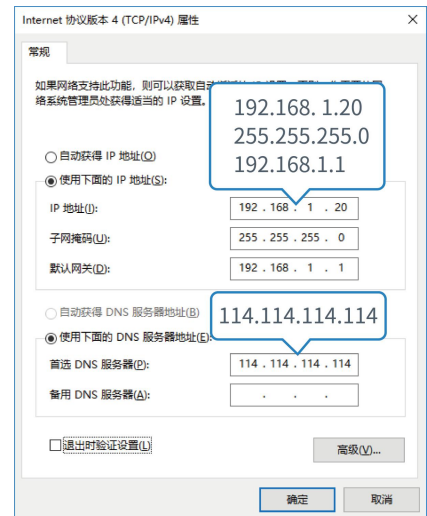 Internet 协议版本 4 (TCP/IPv4) 属性
常规
如果网络支持此功能，则可以获取自动
络系统管理员处获得适当的 IP 设置。
192.168. 1.20
255.255.255.0
192.168.1.1
自动获得 IP 地址(O)
使用下面的 IP 地址(S):
IP 地址(I): 192 . 168 . 1 . 20
子网掩码(U): 255 . 255 . 255 . 0
默认网关(D): 192 . 168 . 1 . 1
自动获得 DNS 服务器地址(B)
114.114.114.114
使用下面的 DNS 服务器地址(E):
首选 DNS 服务器(P): 114 . 114 . 114 . 114
备用 DNS 服务器(A): . . .
退出时验证设置(L)
高级(V)...
确定 取消